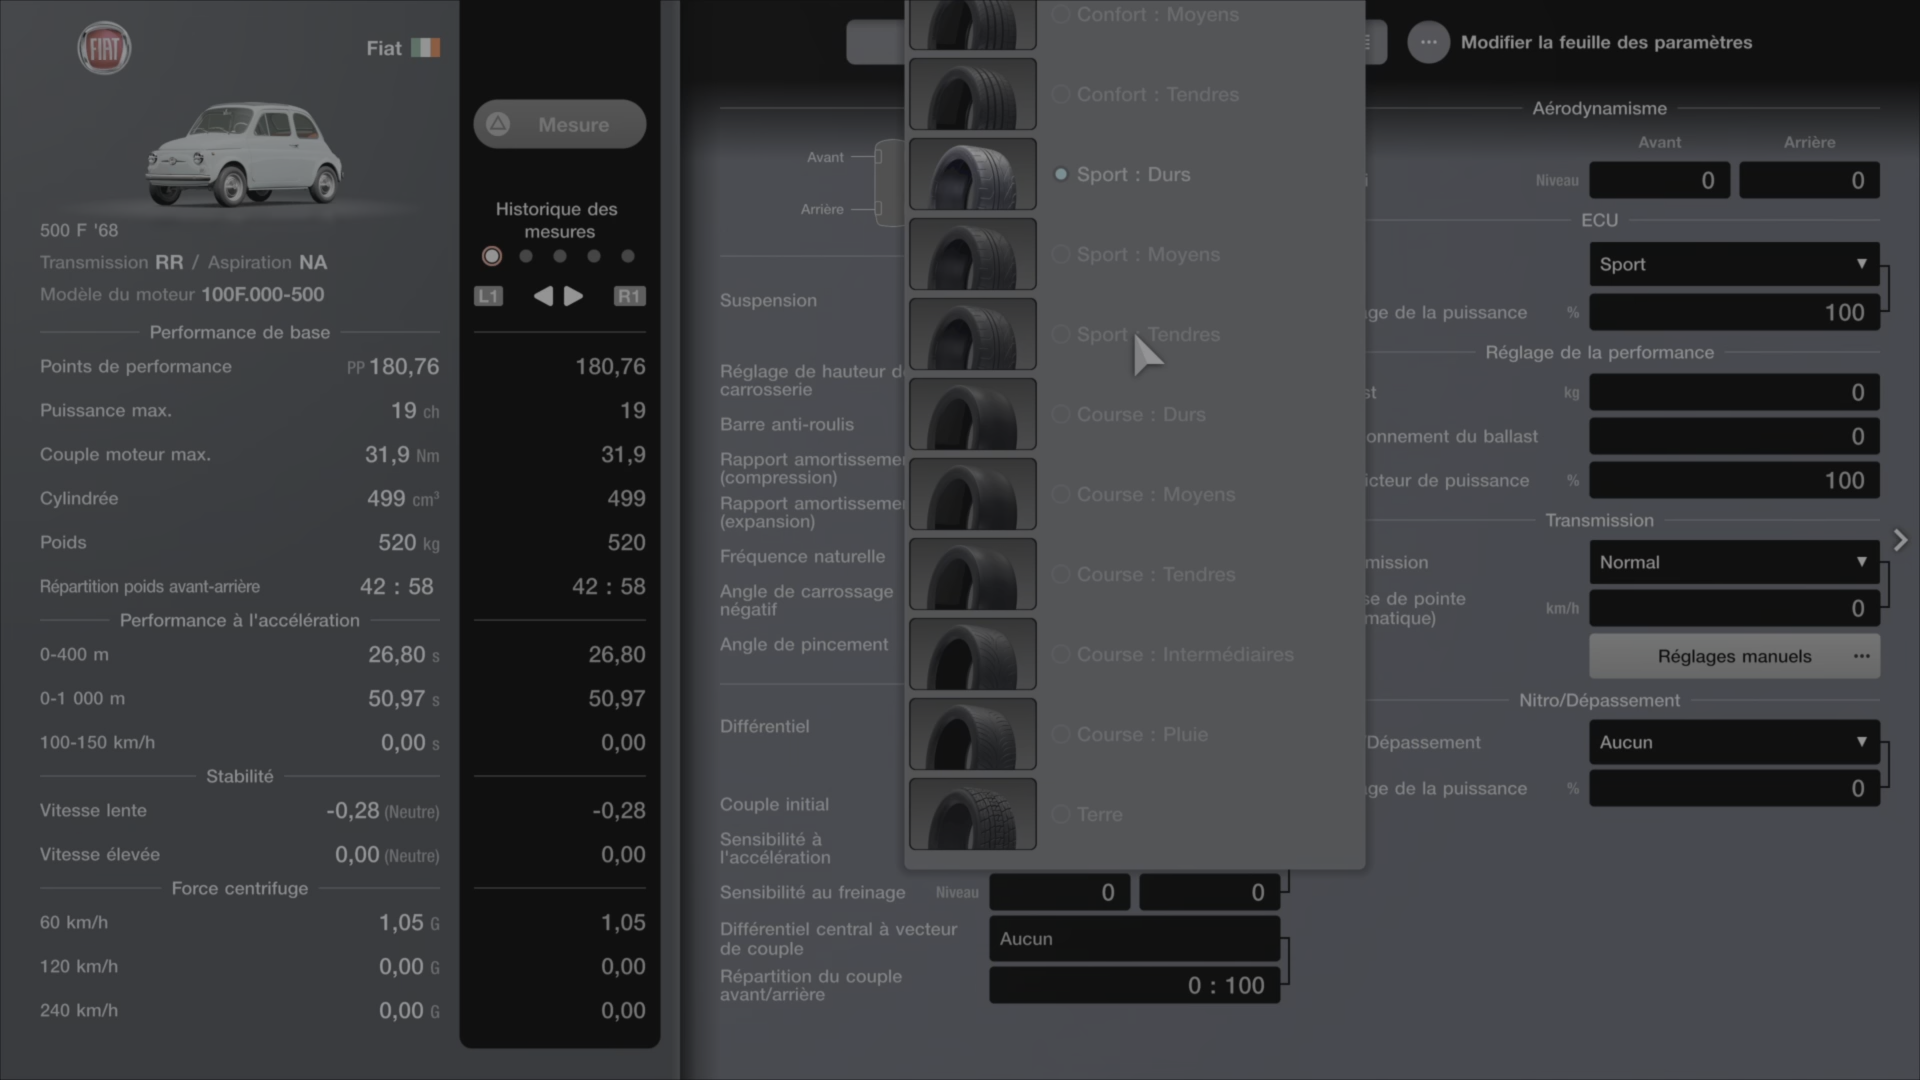 FIAT
Fiat
500 F '68
Transmission RR / Aspiration NA
Modèle du moteur 100F.000-500
Performance de base
Points de performance PP 180,76
Puissance max. 19 ch
Couple moteur max. 31,9 Nm
Cylindrée 499 cm³
Poids 520 kg
Répartition poids avant-arrière 42 : 58
Performance à l'accélération
0-400 m 26,80 s
0-1 000 m 50,97 s
100-150 km/h 0,00 s
Stabilité
Vitesse lente -0,28 (Neutre)
Vitesse élevée 0,00 (Neutre)
Force centrifuge
60 km/h 1,05 G
120 km/h 0,00 G
240 km/h 0,00 G
Mesure
Historique des
mesures
L1 R1
180,76
19
31,9
499
520
42 : 58
26,80
50,97
0,00
-0,28
0,00
1,05
0,00
0,00
Avant
Arrière
Suspension
Réglage de hauteur d
carrosserie
Barre anti-roulis
Rapport amortisseme
(compression)
Rapport amortisseme
(expansion)
Fréquence naturelle
Angle de carrossage
négatif
Angle de pincement
Différentiel
Couple initial
Sensibilité à
l'accélération
Sensibilité au freinage Niveau 0 0
Différentiel central à vecteur
de couple
Aucun
Répartition du couple
avant/arrière
0 : 100
Confort : Moyens
Confort : Tendres
Sport : Durs
Sport : Moyens
Sport : Tendres
Course : Durs
Course : Moyens
Course : Tendres
Course : Intermédiaires
Course : Pluie
Terre
Modifier la feuille des paramètres
Aérodynamisme
Avant Arrière
Niveau 0 0
ECU
Sport
ge de la puissance % 100
Réglage de la performance
st kg 0
onnement du ballast 0
icteur de puissance % 100
Transmission
mission Normal
se de pointe
matique)
km/h 0
Réglages manuels
Nitro/Dépassement
/Dépassement Aucun
ge de la puissance % 0